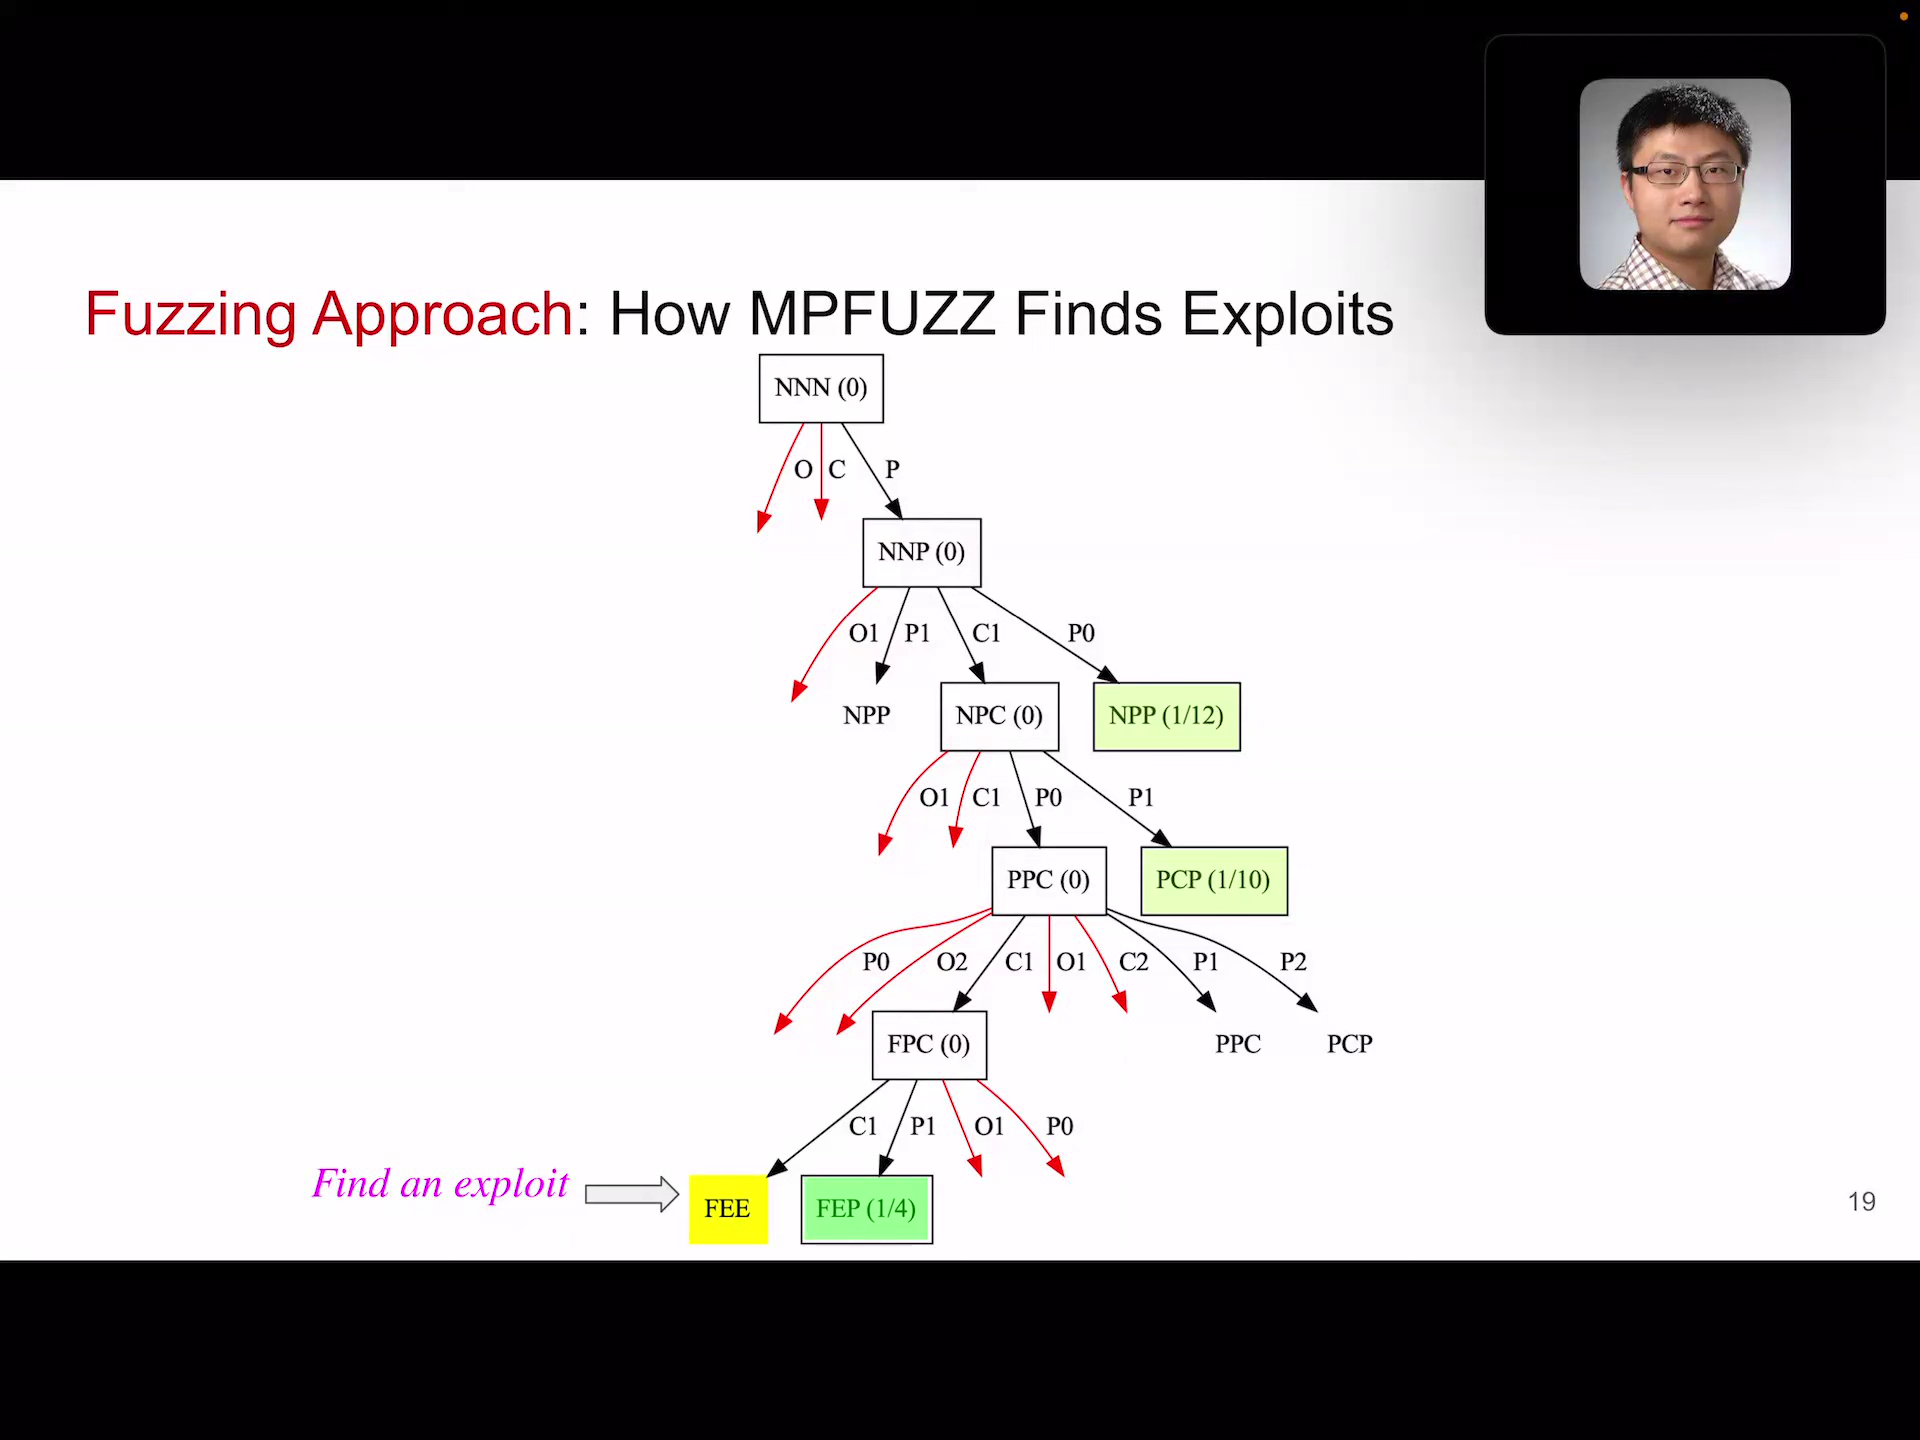 Fuzzing Approach: How MPFUZZ Finds Exploits
NNN (0)
O C P
NNP (0)
O1 P1 C1 P0
NPP NPC (0) NPP (1/12)
O1 C1 P0 P1
PPC (0) PCP (1/10)
P0 O2 C1 O1 C2 P1 P2
FPC (0) PPC PCP
C1 P1 O1 P0
Find an exploit
FEE FEP (1/4)
19